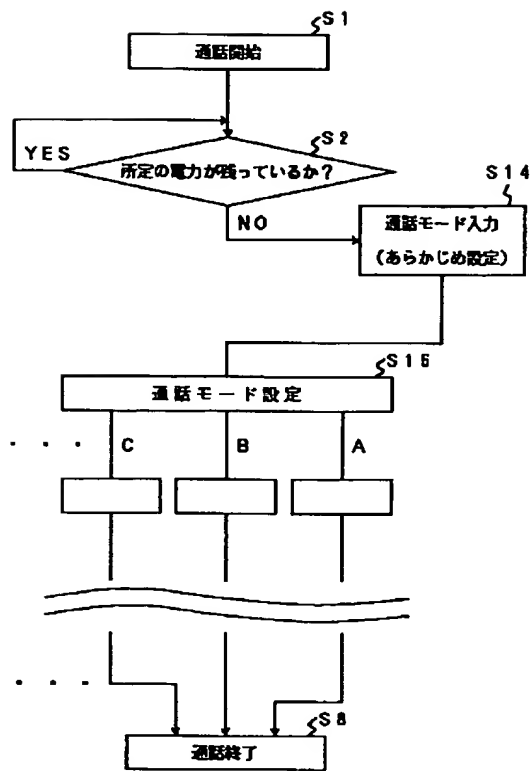 S1
通話開始
S2
YES
所定の電力が残っているか？
S14
NO
通話モード入力
（あらかじめ設定）
S15
通話モード設定
・・・ C B A
・・・
S8
通話終了